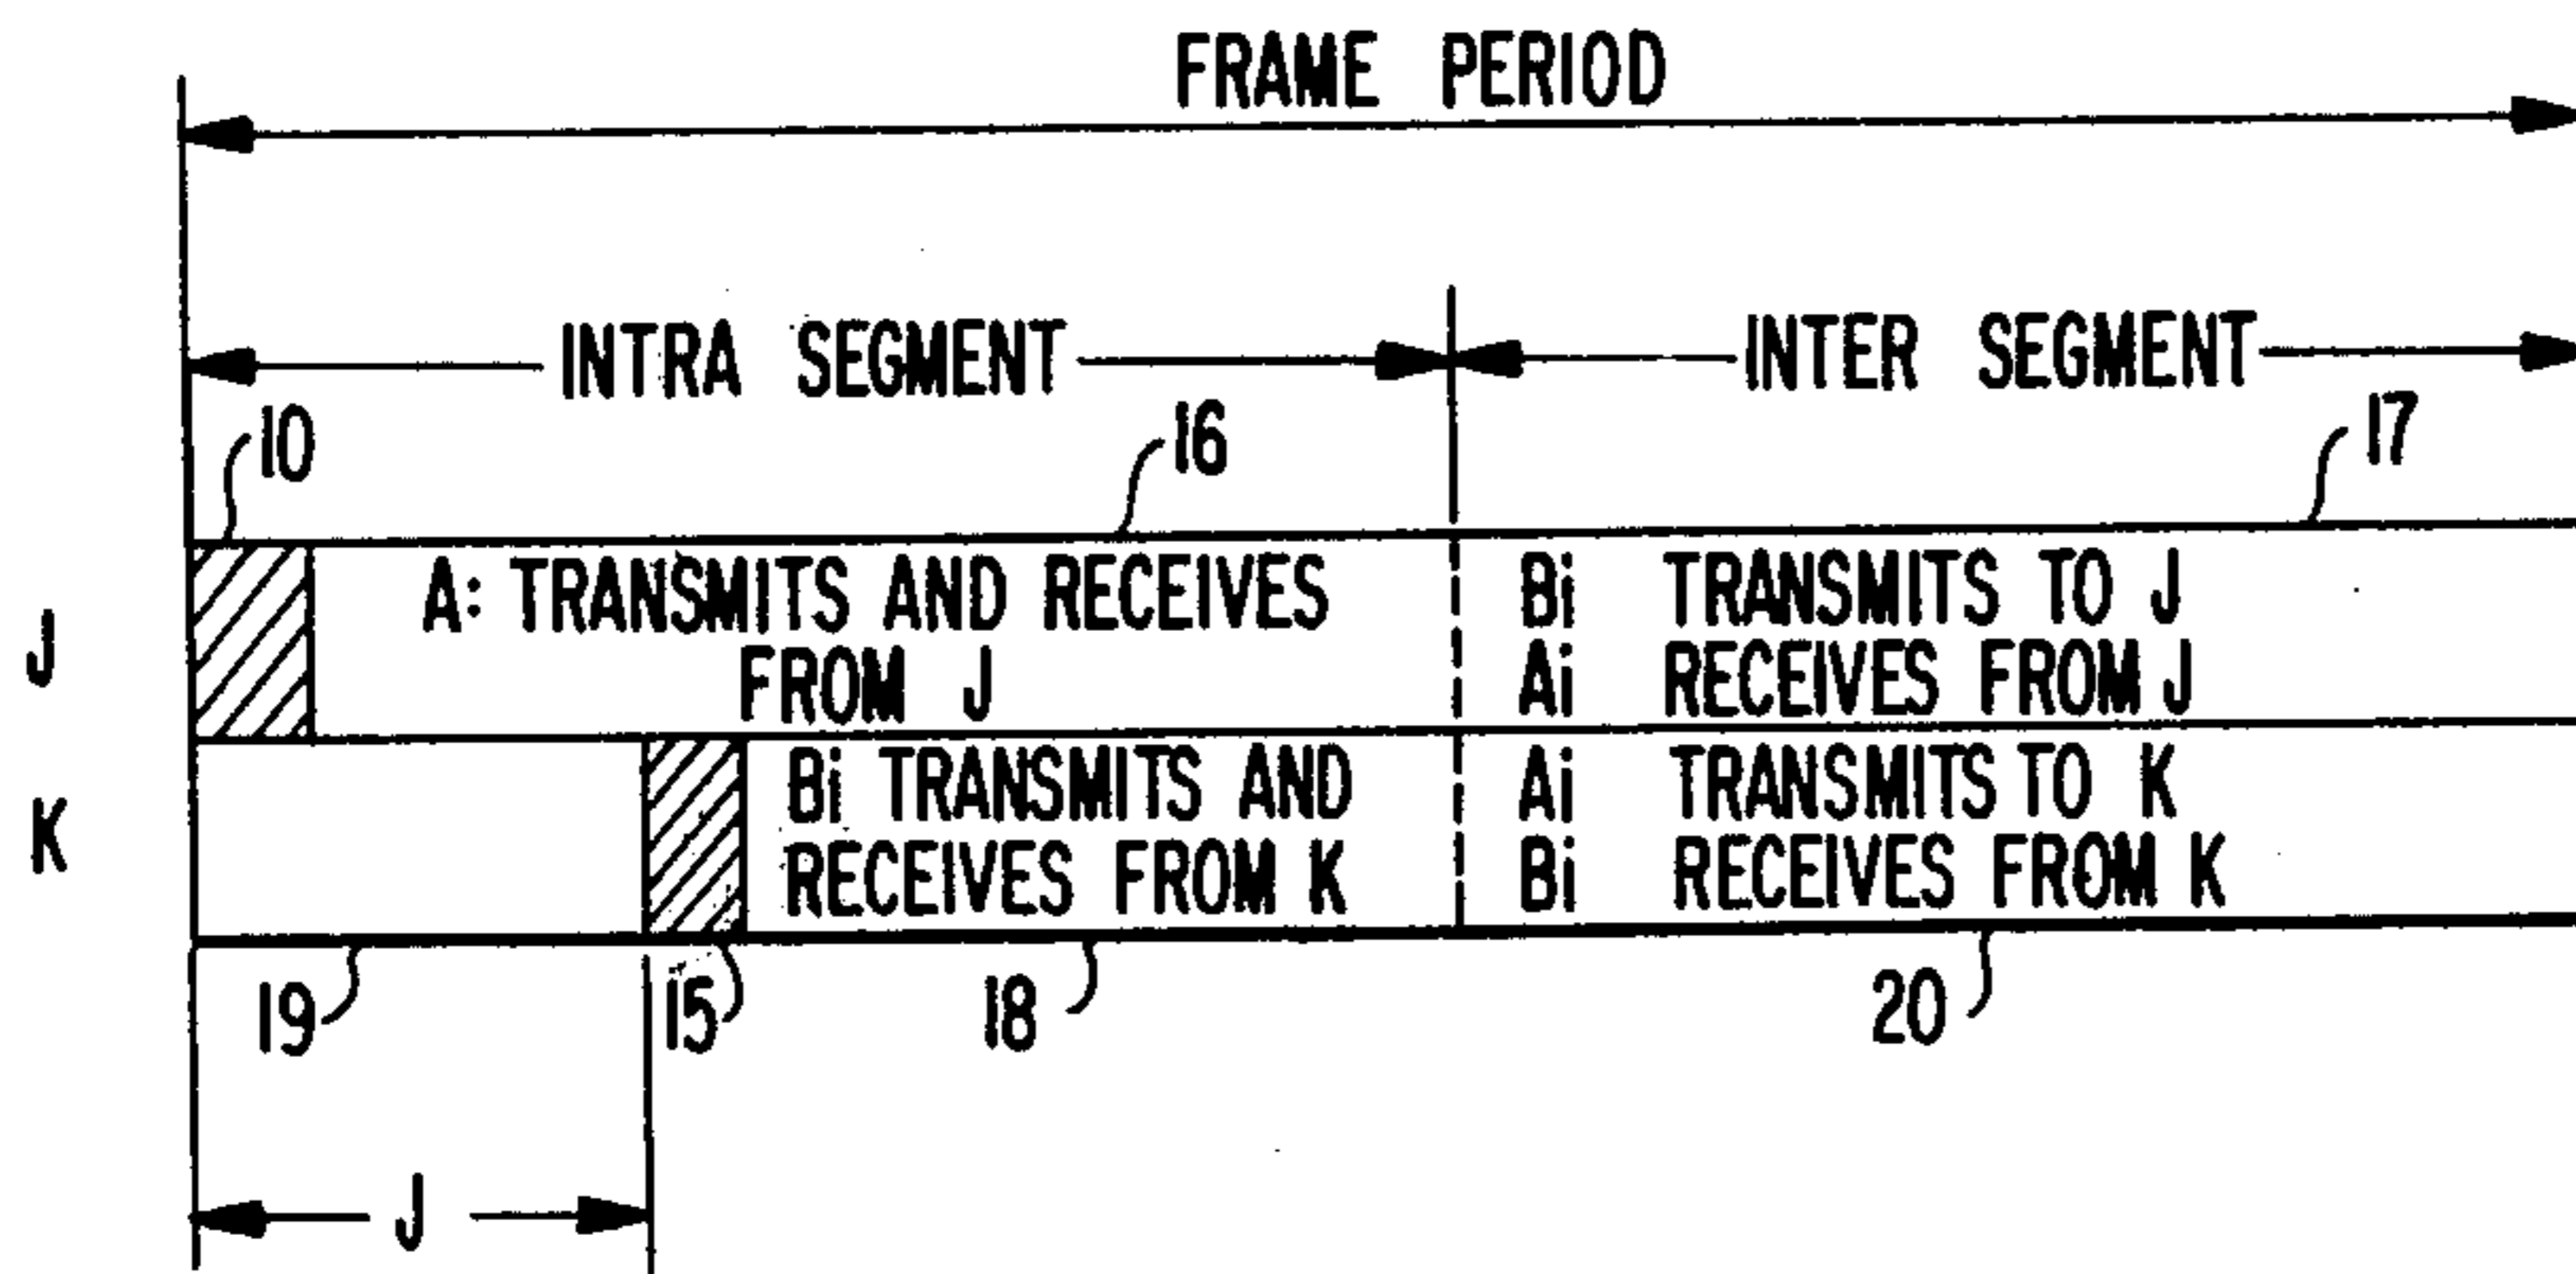 FRAME PERIOD
INTRA SEGMENT
INTER SEGMENT
10
16
17
J
A: TRANSMITS AND RECEIVES
FROM J
Bi TRANSMITS TO J
Ai RECEIVES FROM J
K
Bi TRANSMITS AND
RECEIVES FROM K
Ai TRANSMITS TO K
Bi RECEIVES FROM K
19
15
18
20
J